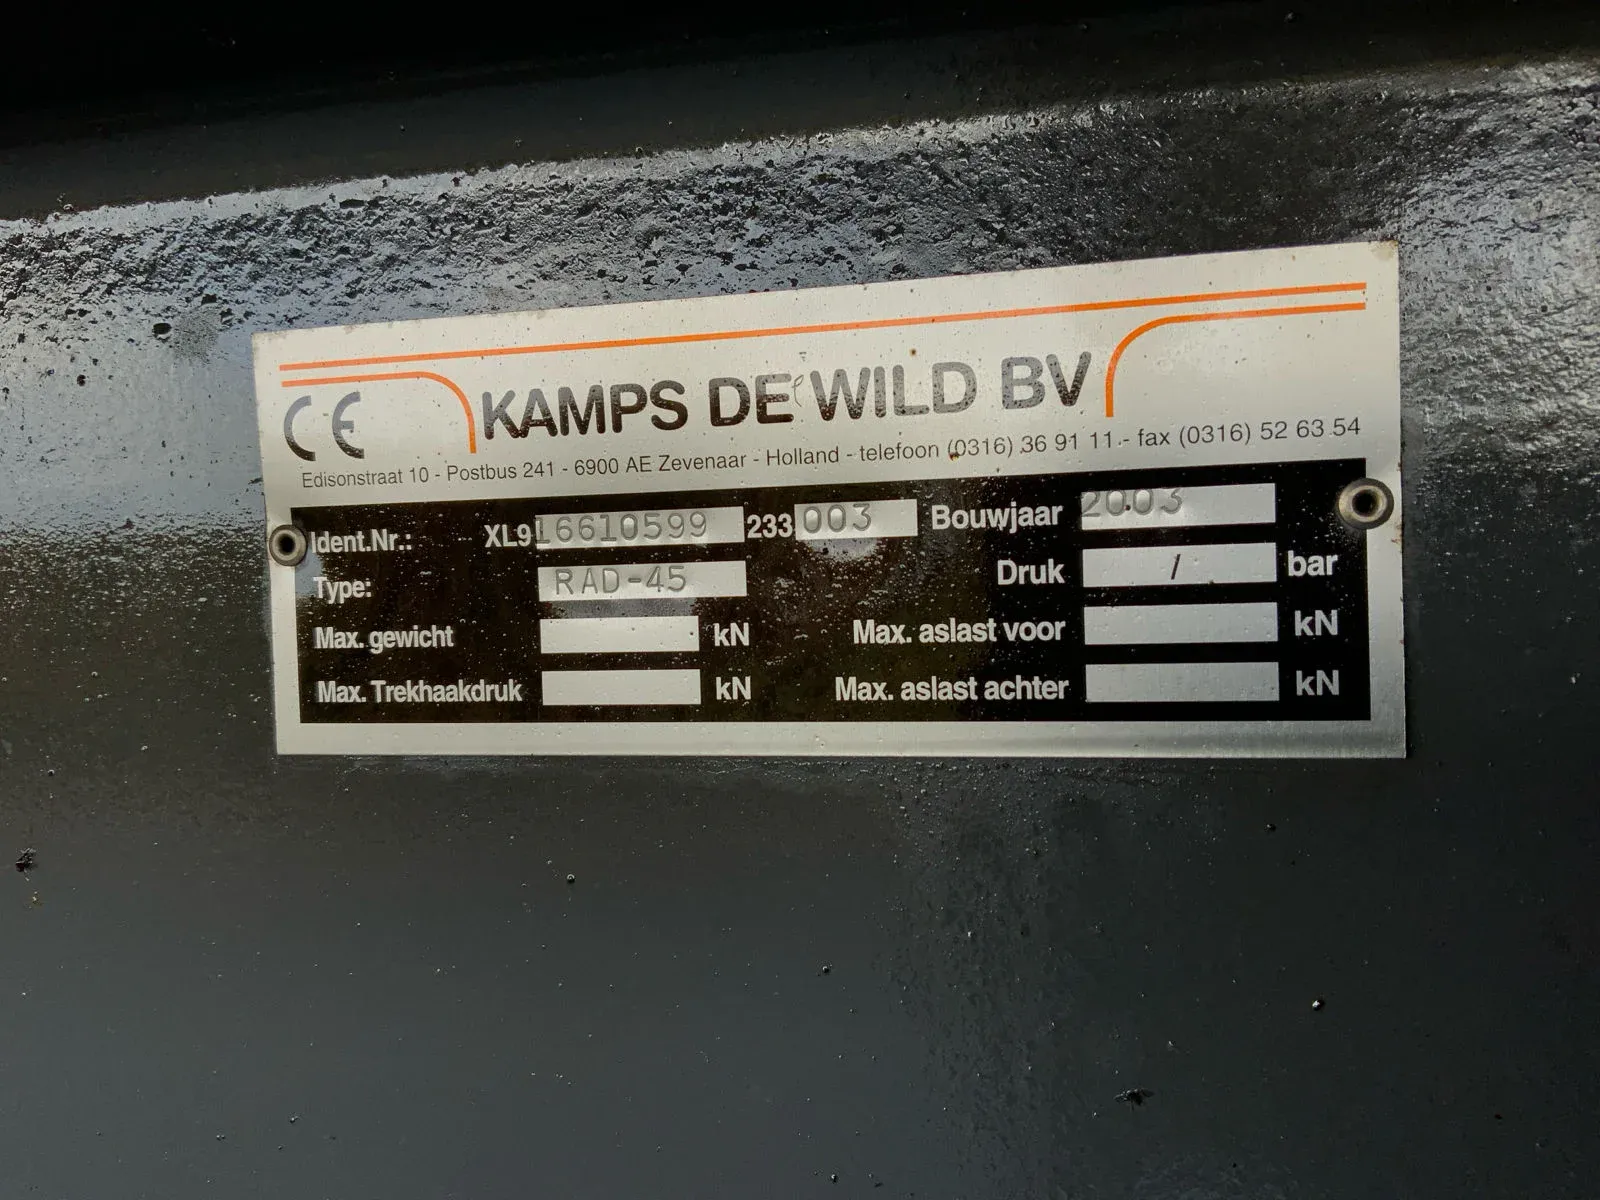 CE KAMPS DE WILD BV
Edisonstraat 10 - Postbus 241 - 6900 AE Zevenaar - Holland - telefoon (0316) 36 91 11 - fax (0316) 52 63 54
Ident.Nr.: XL9 16610599 233 003 Bouwjaar 2003
Type: RAD-45 Druk / bar
Max. gewicht kN Max. aslast voor kN
Max. Trekhaakdruk kN Max. aslast achter kN